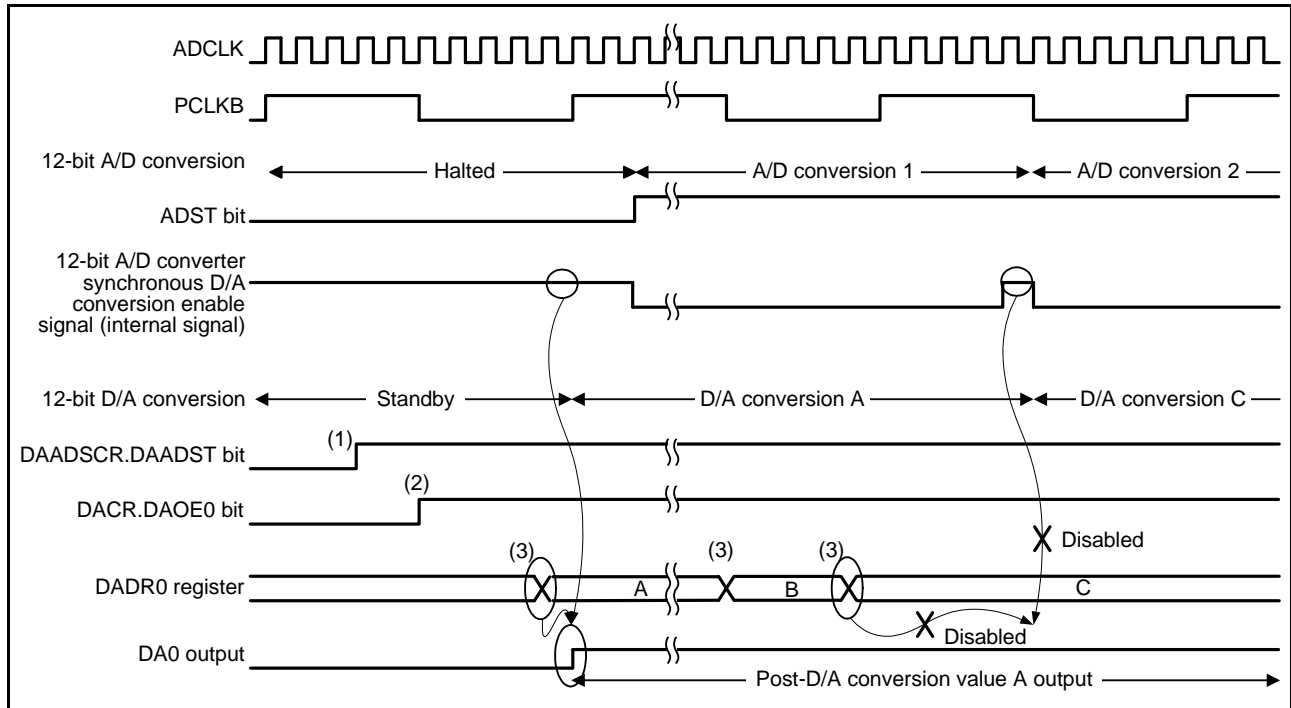 ADCLK
PCLKB
12-bit A/D conversion
Halted
A/D conversion 1
A/D conversion 2
ADST bit
12-bit A/D converter
synchronous D/A
conversion enable
signal (internal signal)
12-bit D/A conversion
Standby
D/A conversion A
D/A conversion C
(1)
DAADSCR.DAADST bit
(2)
DACR.DAOE0 bit
Disabled
(3)
(3)
(3)
DADR0 register
A
B
C
Disabled
DA0 output
Post-D/A conversion value A output